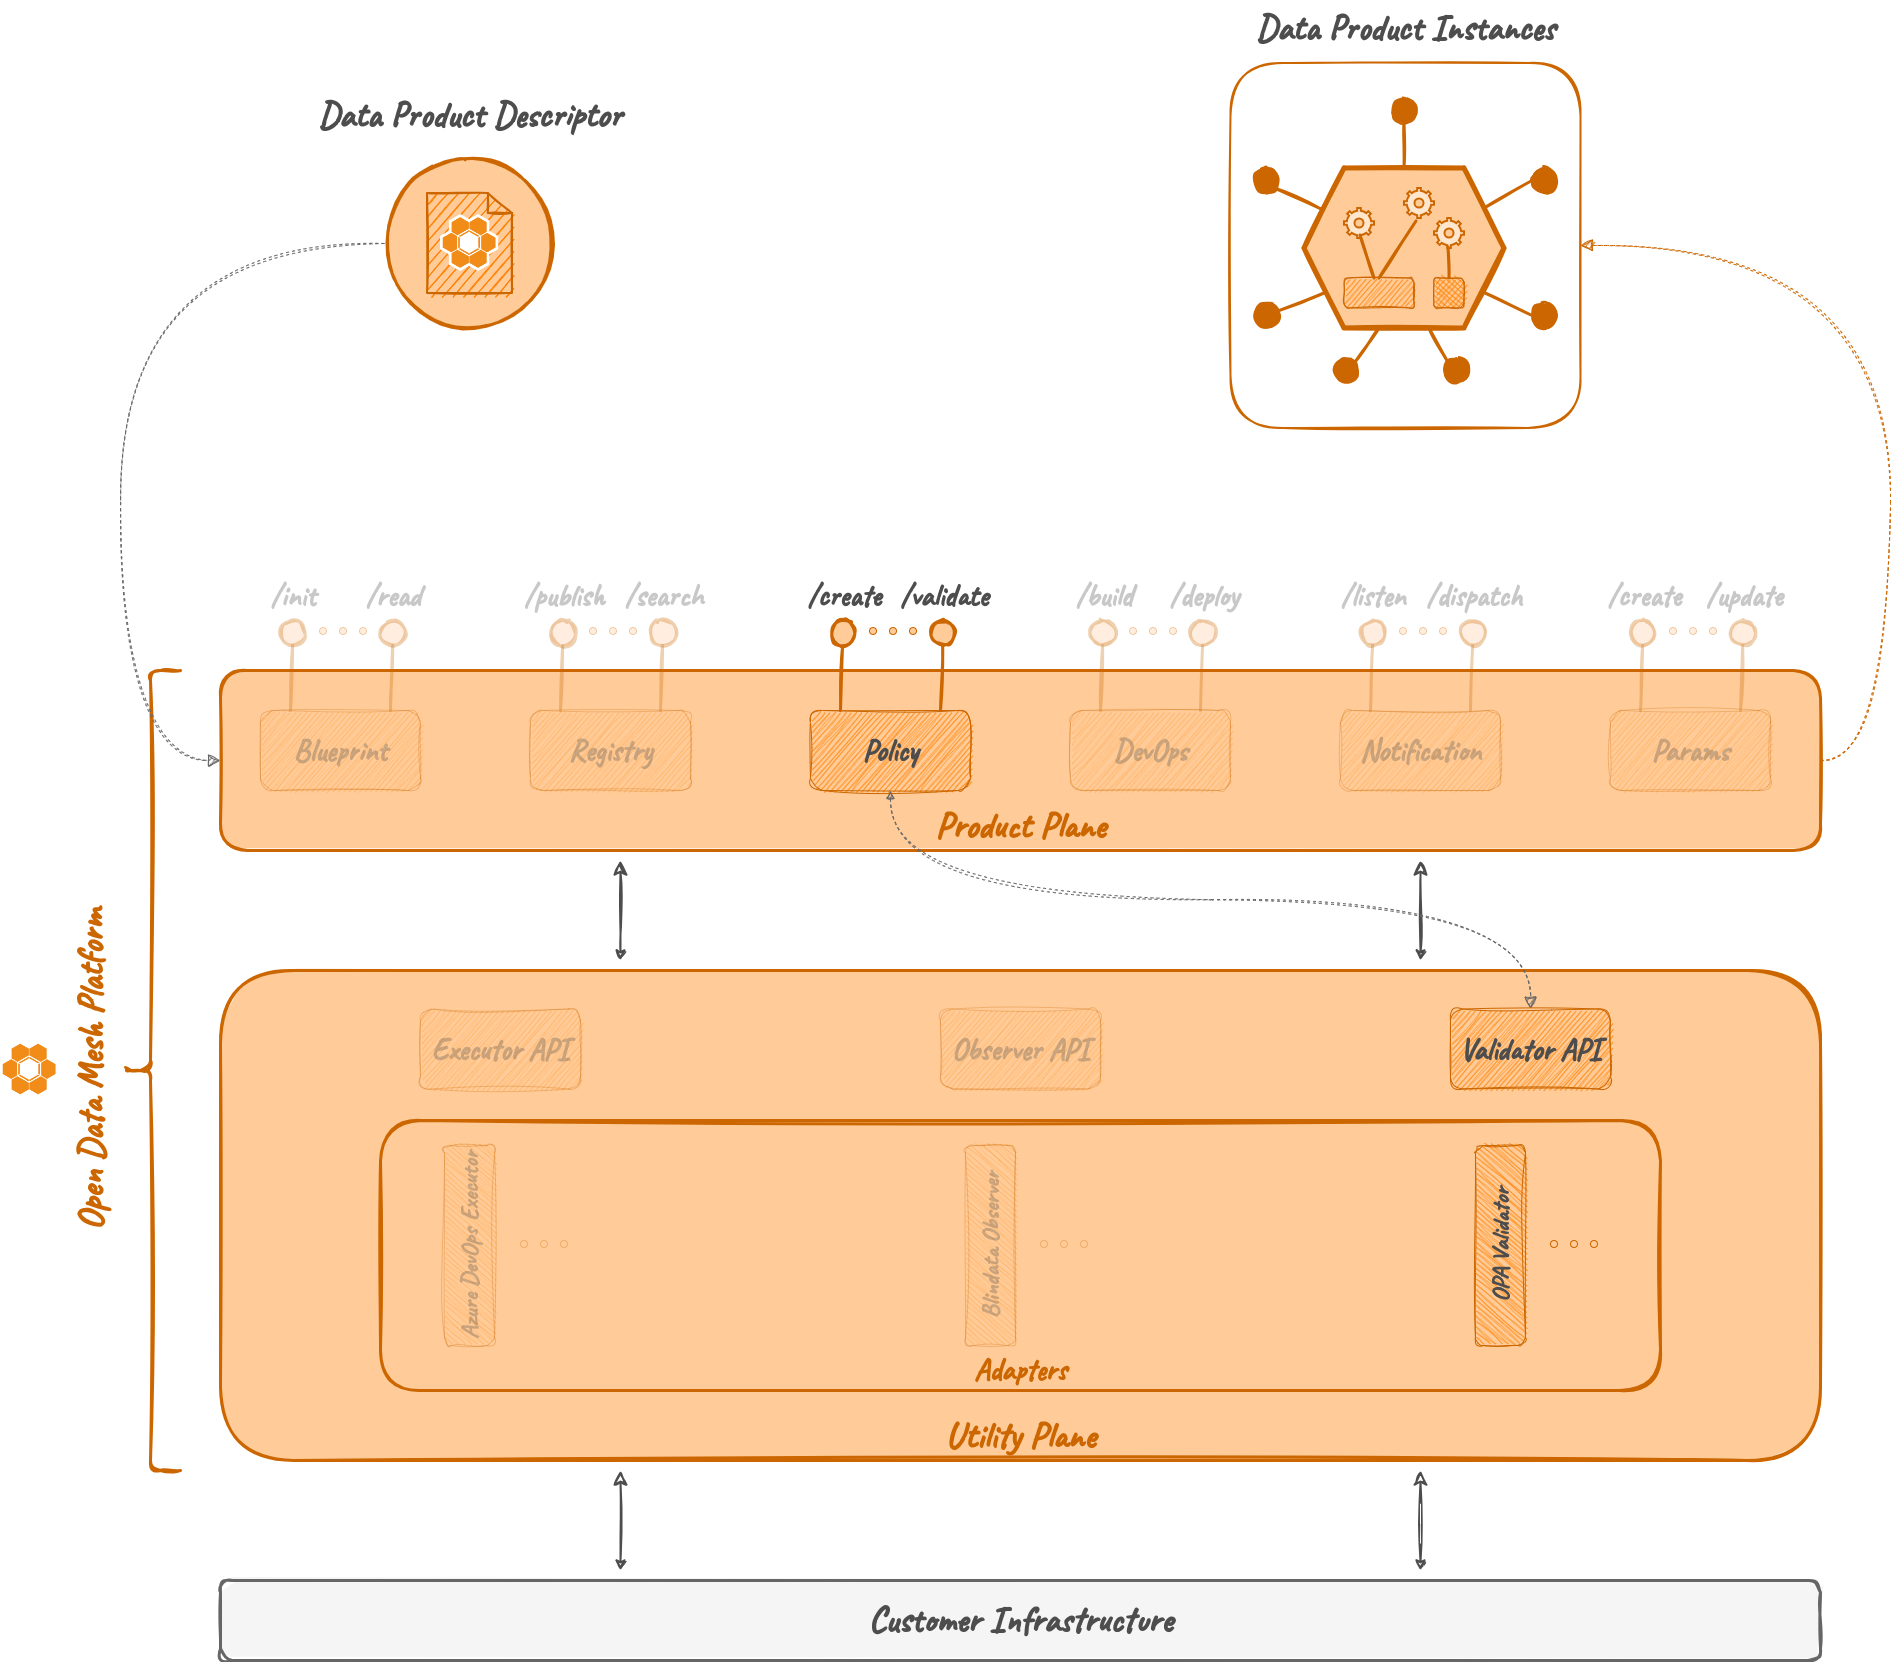 Data Product Instances
Data Product Descriptor
/init /read /publish /search /create /validate /build /deploy /listen /dispatch /create /update
Blueprint Registry Policy DevOps Notification Params
Product Plane
Open Data Mesh Platform
Executor API Observer API Validator API
Azure DevOps Executor
Blindata Observer
OPA Validator
Adapters
Utility Plane
Customer Infrastructure